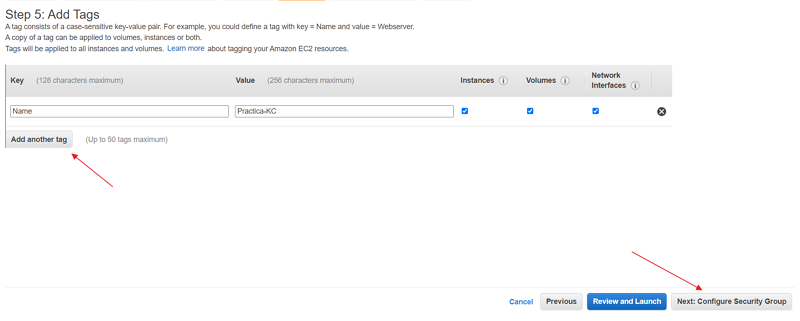 Step 5: Add Tags
A tag consists of a case-sensitive key-value pair. For example, you could define a tag with key = Name and value = Webserver.
A copy of a tag can be applied to volumes, instances or both.
Tags will be applied to all instances and volumes. Learn more about tagging your Amazon EC2 resources.
Key (128 characters maximum) Value (256 characters maximum) Instances i Volumes i Network Interfaces i
Name Practica-KC
Add another tag (Up to 50 tags maximum)
Cancel Previous Review and Launch Next: Configure Security Group